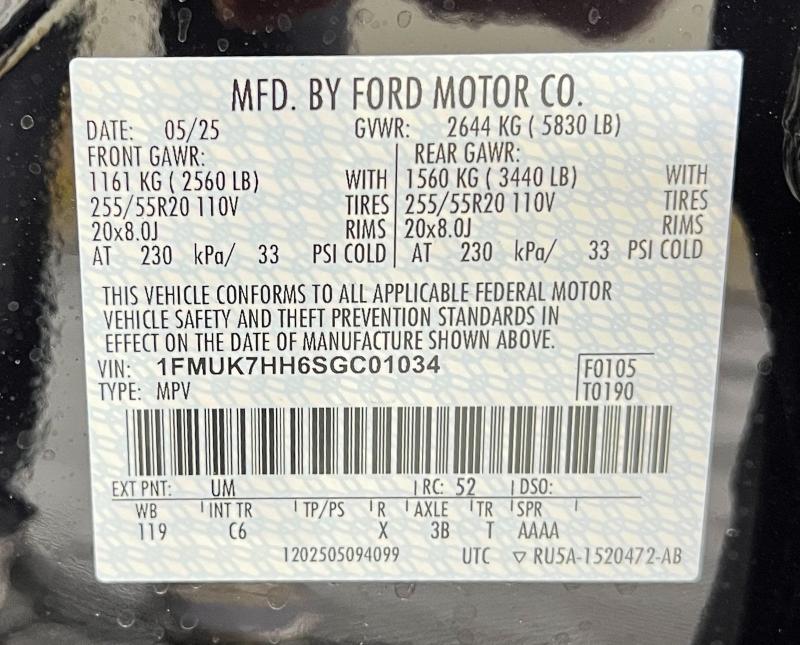 MFD. BY FORD MOTOR CO.
DATE: 05/25 GVWR: 2644 KG ( 5830 LB)
FRONT GAWR: REAR GAWR:
1161 KG ( 2560 LB) WITH 1560 KG ( 3440 LB) WITH
255/55R20 110V TIRES 255/55R20 110V TIRES
20x8.0J RIMS 20x8.0J RIMS
AT 230 kPa/ 33 PSI COLD AT 230 kPa/ 33 PSI COLD
THIS VEHICLE CONFORMS TO ALL APPLICABLE FEDERAL MOTOR
VEHICLE SAFETY AND THEFT PREVENTION STANDARDS IN
EFFECT ON THE DATE OF MANUFACTURE SHOWN ABOVE.
VIN: 1FMUK7HH6SGC01034 F0105
TYPE: MPV T0190
EXT PNT: UM RC: 52 DSO:
WB INT TR TP/PS R AXLE TR SPR
119 C6 X 3B T AAAA
1202505094099 UTC ▽ RU5A-1520472-AB